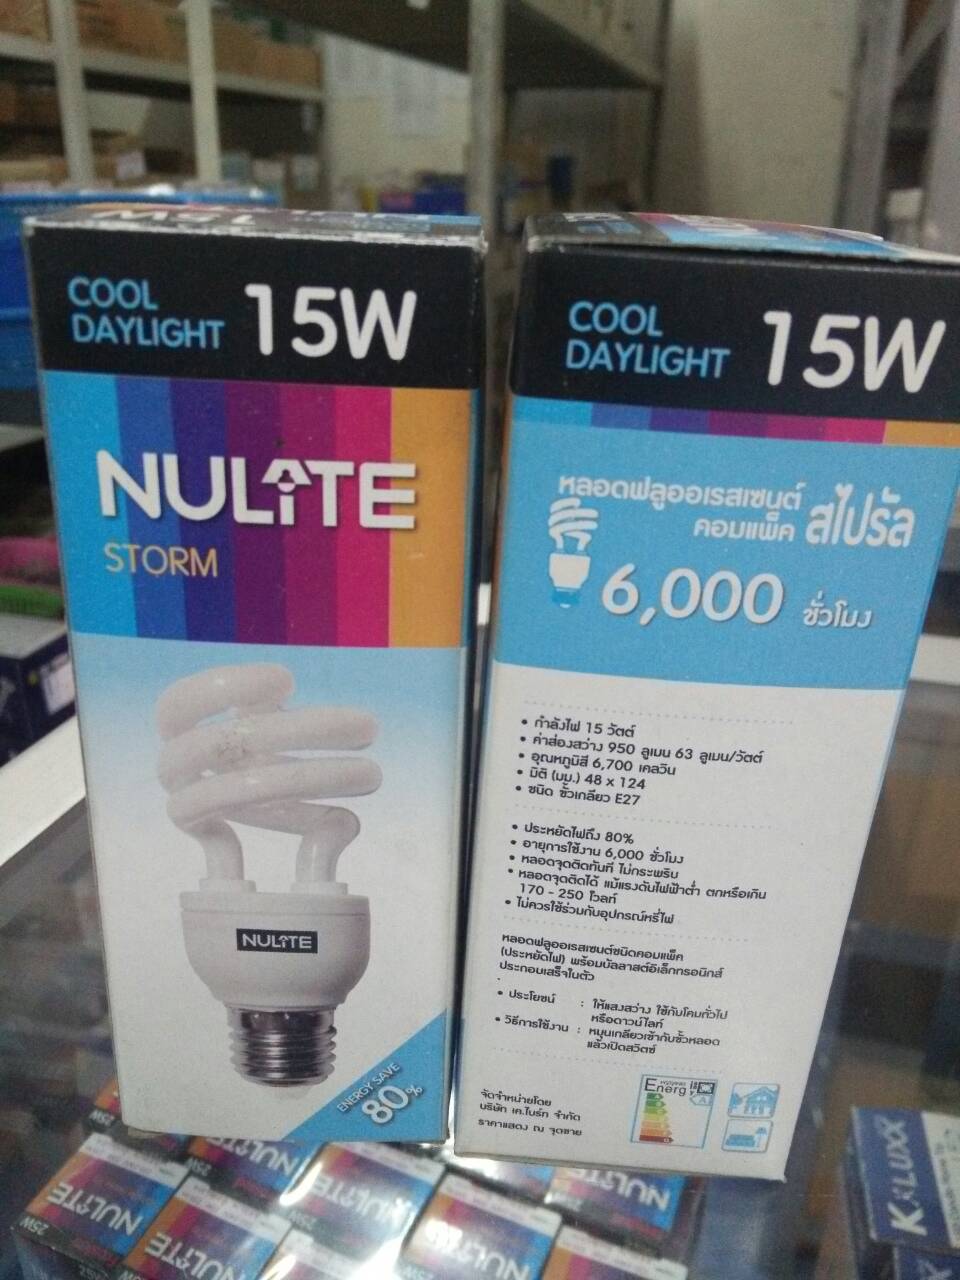 COOL
DAYLIGHT
15W
NULITE
STORM
NULITE
ENERGY SAVE
80%
COOL
DAYLIGHT
15W
หลอดฟลูออเรสเซนต์
คอมแพ็ค
สไปรัล
6,000 ชั่วโมง
• กำลังไฟ 15 วัตต์
• ค่าส่องสว่าง 950 ลูเมน 63 ลูเมน/วัตต์
• อุณหภูมิสี 6,700 เคลวิน
• มิติ (มม.) 48 x 124
• ชนิด ขั้วเกลียว E27
• ประหยัดไฟถึง 80%
• อายุการใช้งาน 6,000 ชั่วโมง
• หลอดจุดติดทันที ไม่กระพริบ
• หลอดจุดติดได้ แม้แรงดันไฟฟ้าต่ำ ตกหรือเกิน
170 - 250 โวลท์
• ไม่ควรใช้ร่วมกับอุปกรณ์หรี่ไฟ
หลอดฟลูออเรสเซนต์ชนิดคอมแพ็ค
(ประหยัดไฟ) พร้อมบัลลาสต์อิเล็กทรอนิกส์
ประกอบเสร็จในตัว
• ประโยชน์ : ให้แสงสว่าง ใช้กับโคมทั่วไป
หรือดาวน์ไลท์
• วิธีการใช้งาน : หมุนเกลียวเข้ากับขั้วหลอด
แล้วเปิดสวิตซ์
จัดจำหน่ายโดย
บริษัท เค.ไบร์ท จำกัด
ราคาแสดง ณ จุดขาย
Energy
A
15W
NULITE
25W
NULITE
NULITE
25W
NULITE
25W
NULITE
NULITE
KALUXX